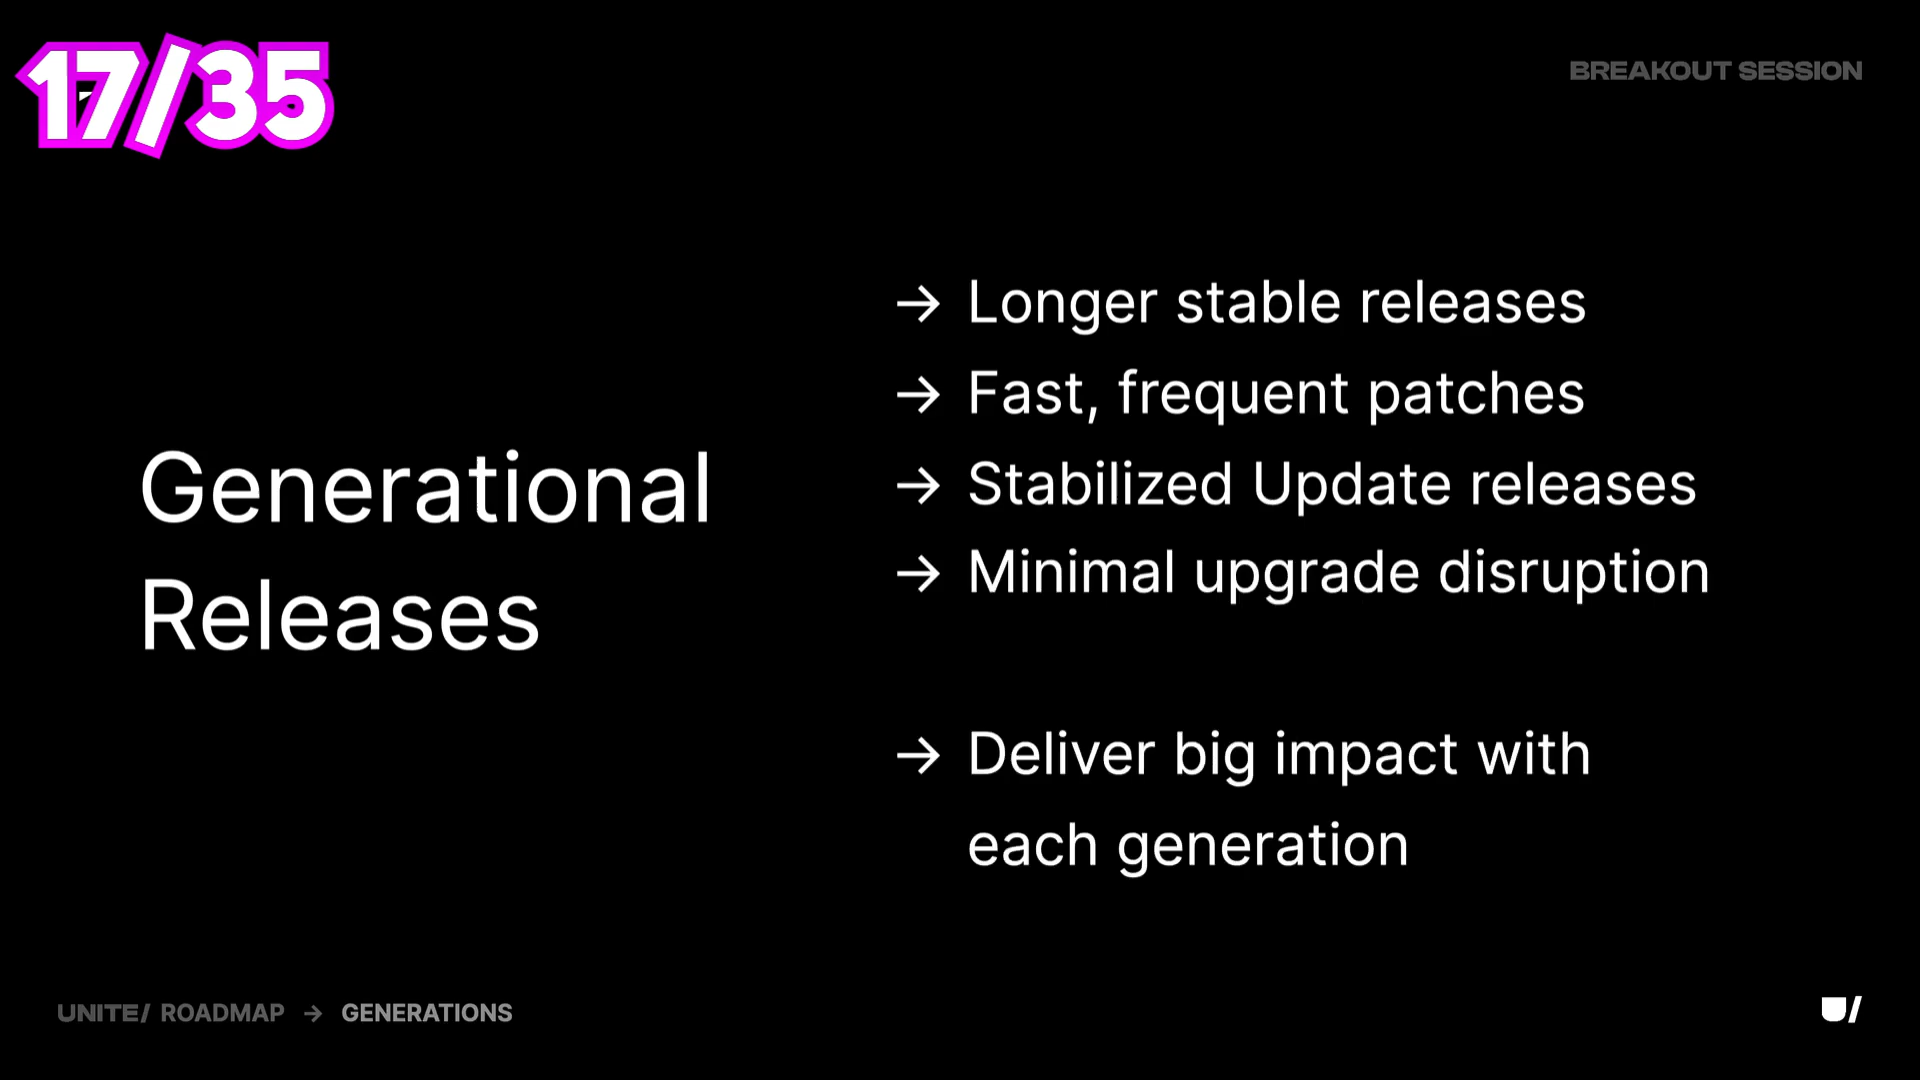 17/35
BREAKOUT SESSION
Generational
Releases
→ Longer stable releases
→ Fast, frequent patches
→ Stabilized Update releases
→ Minimal upgrade disruption
→ Deliver big impact with
each generation
UNITE/ ROADMAP → GENERATIONS
U/